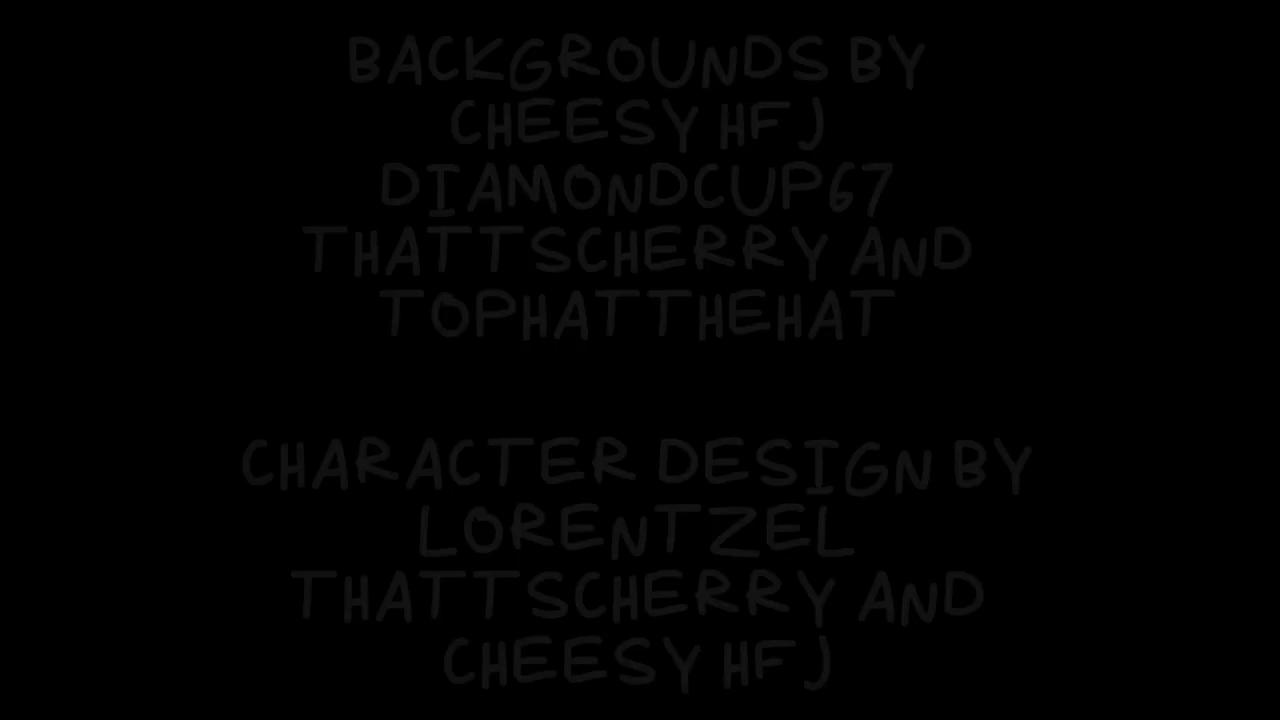 BACKGROUNDS BY
CHEESY HFJ
DIAMONDCUP67
THATTSCHERRY AND
TOPHATTHEHAT
CHARACTER DESIGN BY
LORENTZEL
THATTSCHERRY AND
CHEESY HFJ